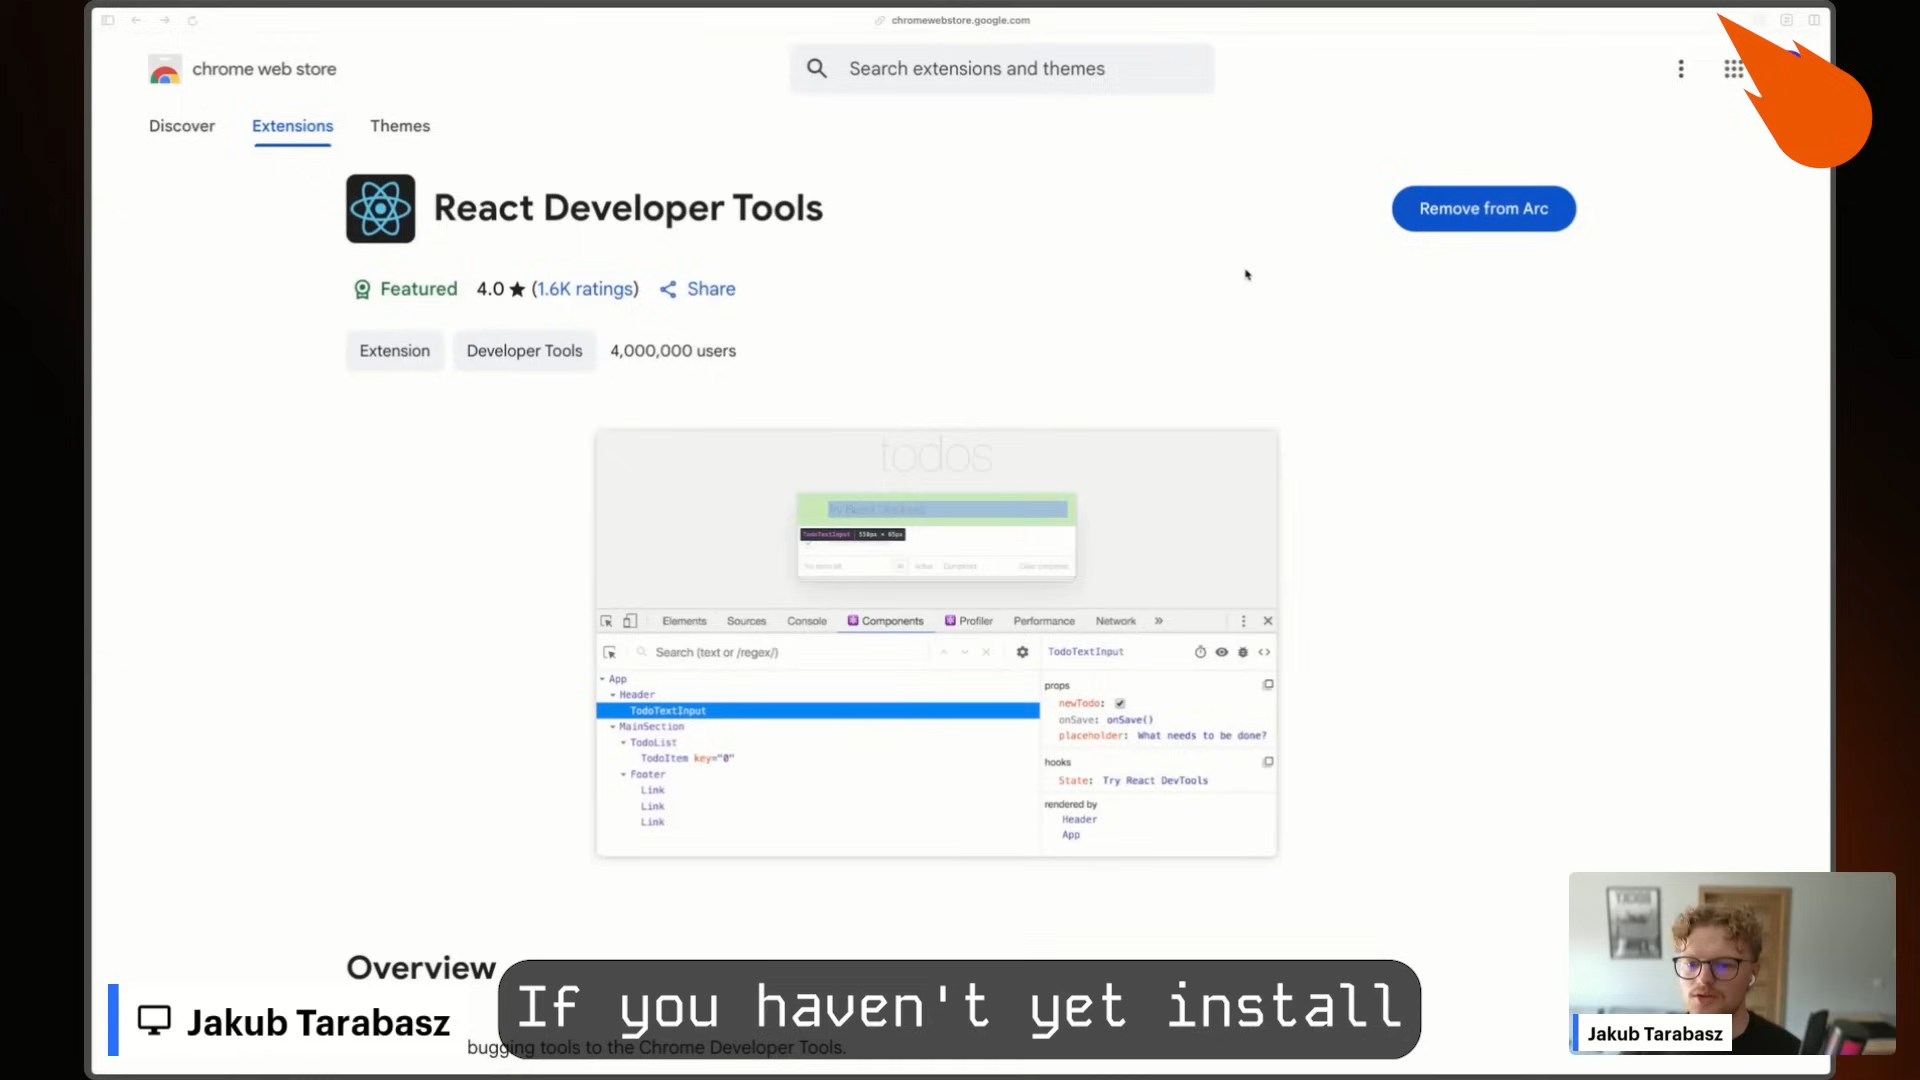 chromewebstore.google.com
chrome web store
Search extensions and themes
Discover
Extensions
Themes
React Developer Tools
Remove from Arc
Featured
4.0 ★ (1.6K ratings)
Share
Extension
Developer Tools
4,000,000 users
todos
TodoTextInput
Elements
Sources
Console
Components
Profiler
Performance
Network
»
Search (text or /regex/)
TodoTextInput
App
Header
TodoTextInput
MainSection
TodoList
TodoItem key="0"
Footer
Link
Link
Link
props
newTodo:
onSave: onSave()
placeholder: What needs to be done?
hooks
State: Try React DevTools
rendered by
Header
App
Overview
If you haven't yet install
Jakub Tarabasz
bugging tools to the Chrome Developer Tools.
Jakub Tarabasz